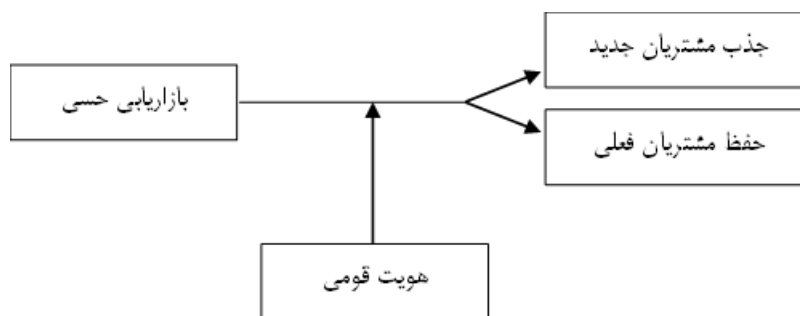 جذب مشتریان جدید
بازاریابی حسی
حفظ مشتریان فعلی
هویت قومی